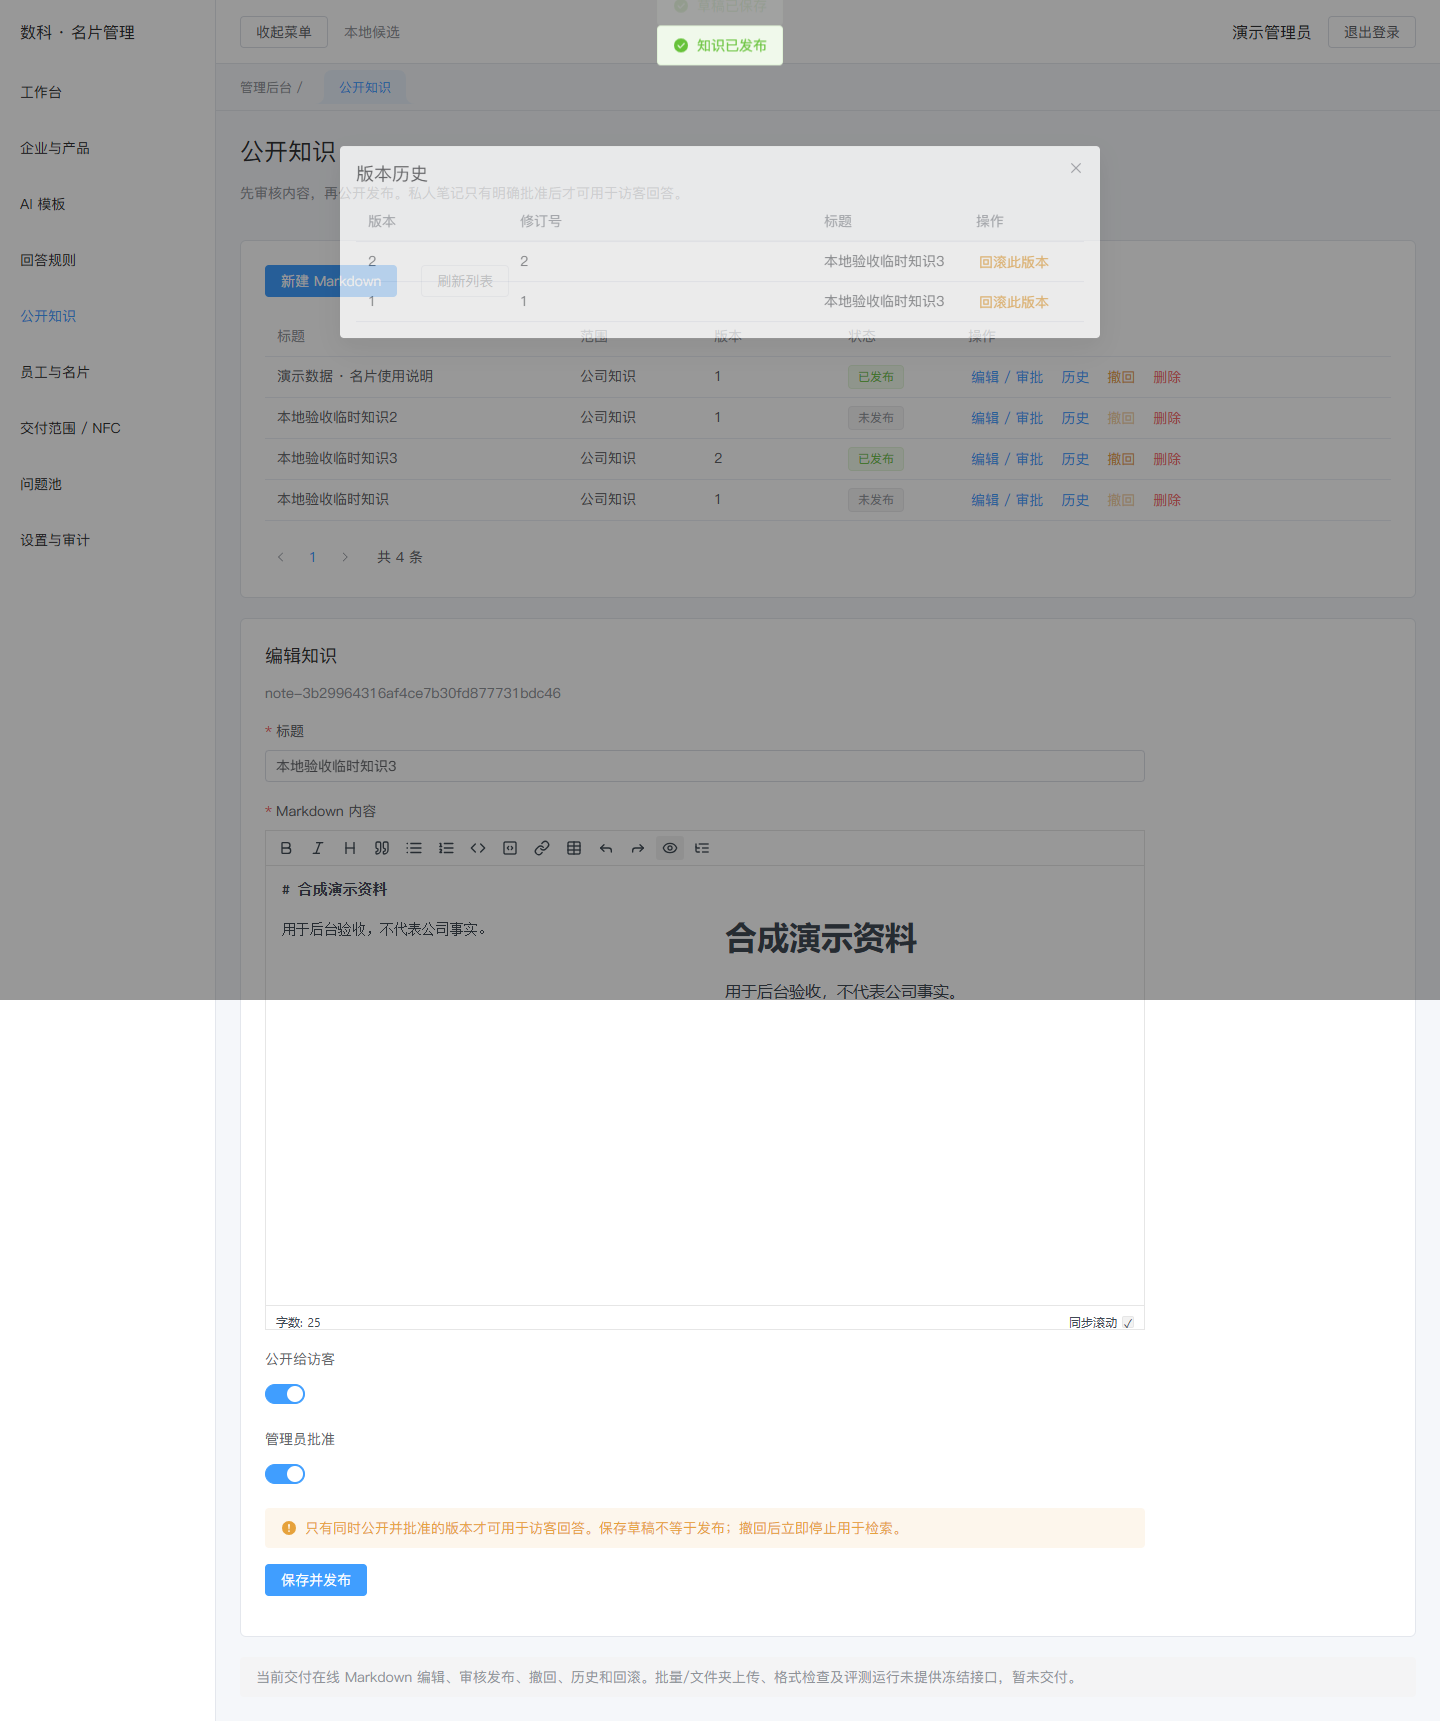 数科 · 名片管理
收起菜单 本地候选
草稿已保存
知识已发布
演示管理员 退出登录
工作台
企业与产品
AI 模板
回答规则
公开知识
员工与名片
交付范围 / NFC
问题池
设置与审计
管理后台 / 公开知识
公开知识
先审核内容，再公开发布。私人笔记只有明确批准后才可用于访客回答。
版本历史
版本 修订号 标题 操作
2 2 本地验收临时知识3 回滚此版本
1 1 本地验收临时知识3 回滚此版本
新建 Markdown 刷新列表
标题 范围 版本 状态 操作
演示数据 · 名片使用说明 公司知识 1 已发布 编辑 / 审批 历史 撤回 删除
本地验收临时知识2 公司知识 1 未发布 编辑 / 审批 历史 撤回 删除
本地验收临时知识3 公司知识 2 已发布 编辑 / 审批 历史 撤回 删除
本地验收临时知识 公司知识 1 未发布 编辑 / 审批 历史 撤回 删除
1 共 4 条
编辑知识
note-3b29964316af4ce7b30fd877731bdc46
* 标题
本地验收临时知识3
* Markdown 内容
# 合成演示资料
用于后台验收，不代表公司事实。
合成演示资料
用于后台验收，不代表公司事实。
字数: 25 同步滚动
公开给访客
管理员批准
只有同时公开并批准的版本才可用于访客回答。保存草稿不等于发布；撤回后立即停止用于检索。
保存并发布
当前交付在线 Markdown 编辑、审核发布、撤回、历史和回滚。批量/文件夹上传、格式检查及评测运行未提供冻结接口，暂未交付。